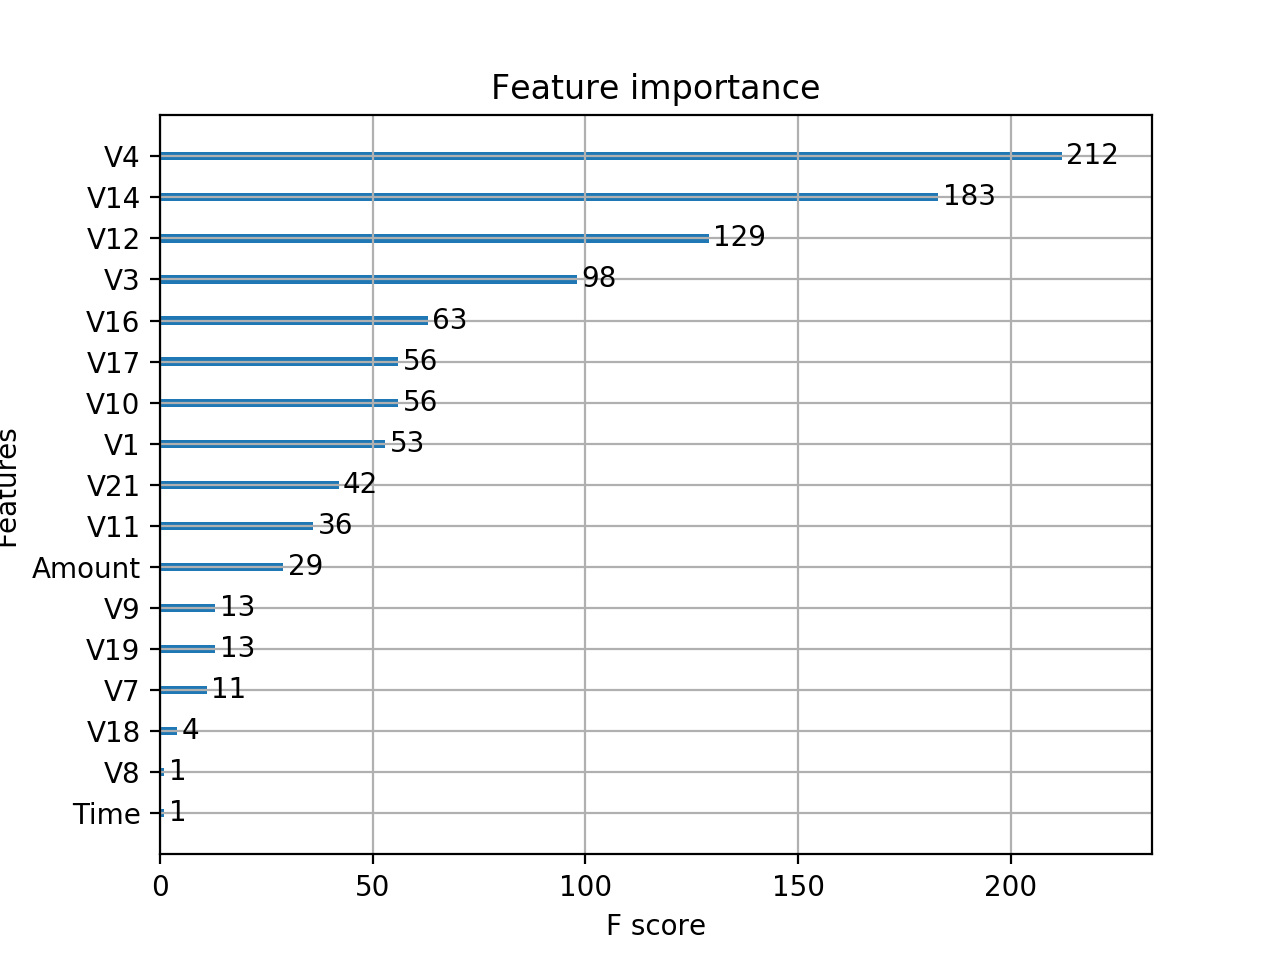 Feature importance
V4 212
V14 183
V12 129
V3 98
V16 63
V17 56
V10 56
V1 53
V21 42
V11 36
Amount 29
V9 13
V19 13
V7 11
V18 4
V8 1
Time 1
Features
0 50 100 150 200
F score